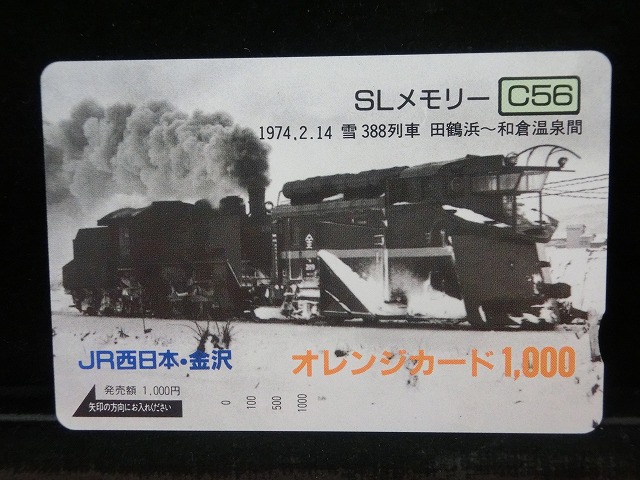 SLメモリー C56
1974.2.14 雪388列車 田鶴浜〜和倉温泉間
JR西日本・金沢
オレンジカード1,000
発売額 1,000円
矢印の方向にお入れください
0 100 500 1000